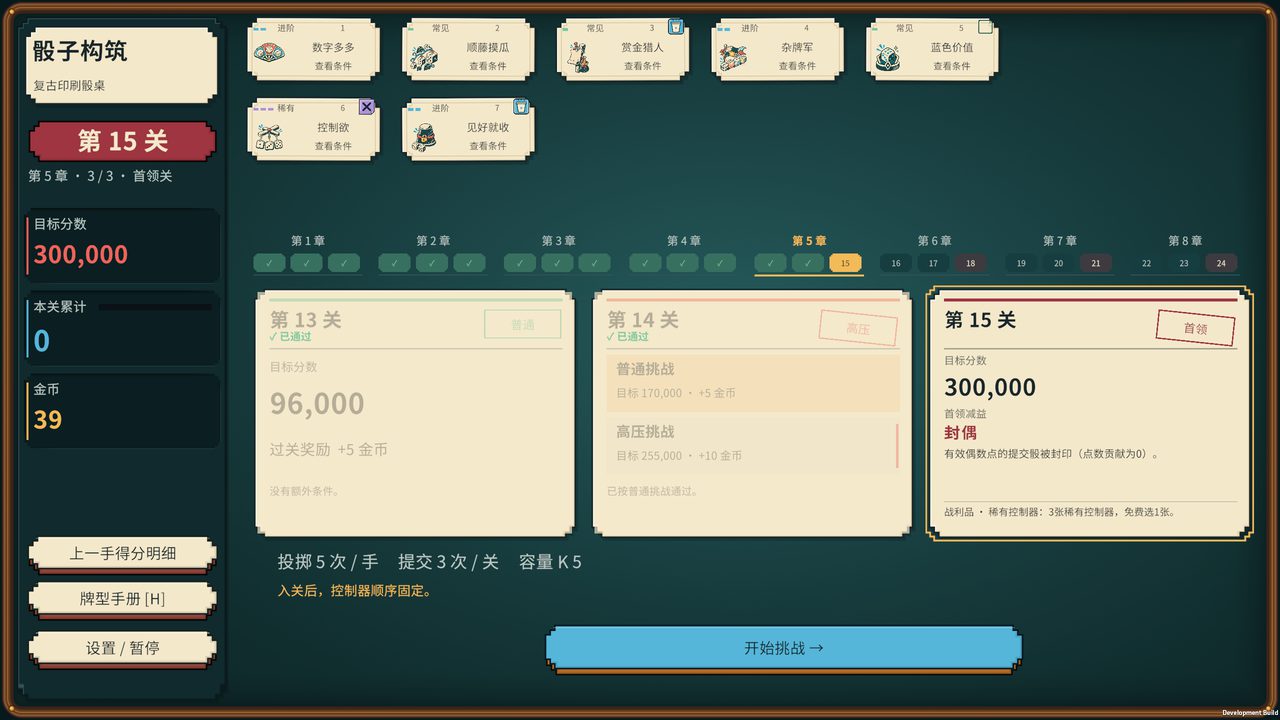 骰子构筑
复古印刷骰桌
第 15 关
第 5 章 · 3 / 3 · 首领关
目标分数
300,000
本关累计
0
金币
39
上一手得分明细
牌型手册 [H]
设置 / 暂停
进阶 1
数字多多
查看条件
常见 2
顺藤摸瓜
查看条件
常见 3
赏金猎人
查看条件
进阶 4
杂牌军
查看条件
常见 5
蓝色价值
查看条件
稀有 6
控制欲
查看条件
进阶 7
见好就收
查看条件
第 1 章 第 2 章 第 3 章 第 4 章 第 5 章 第 6 章 第 7 章 第 8 章
✓ ✓ ✓ ✓ ✓ ✓ ✓ ✓ ✓ ✓ ✓ ✓ ✓ ✓ 15 16 17 18 19 20 21 22 23 24
第 13 关 普通
✓ 已通过
目标分数
96,000
过关奖励 +5 金币
没有额外条件。
第 14 关 高压
✓ 已通过
普通挑战
目标 170,000 · +5 金币
高压挑战
目标 255,000 · +10 金币
已按普通挑战通过。
第 15 关 首领
目标分数
300,000
首领减益
封偶
有效偶数点的提交骰被封印（点数贡献为0）。
战利品 · 稀有控制器：3张稀有控制器，免费选1张。
投掷 5 次 / 手 提交 3 次 / 关 容量 K 5
入关后，控制器顺序固定。
开始挑战 →
Development Build